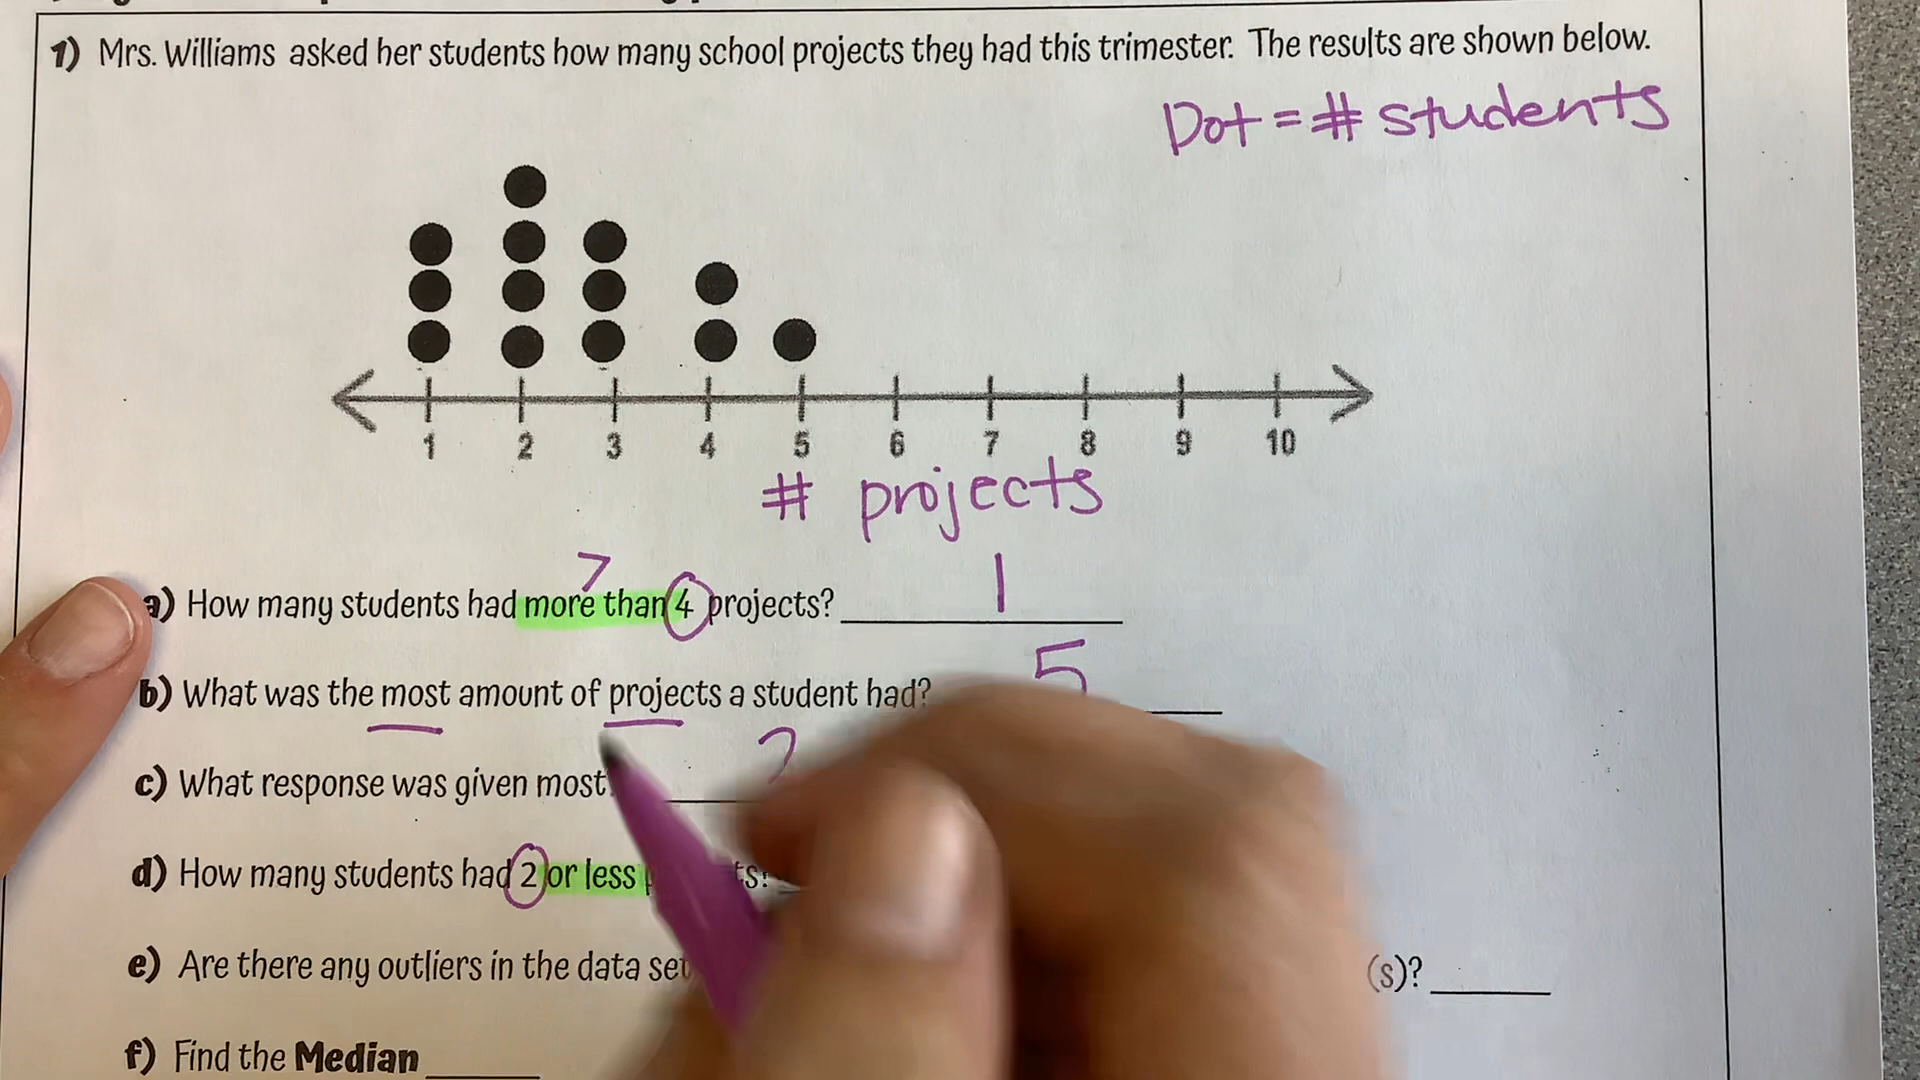 1) Mrs. Williams asked her students how many school projects they had this trimester. The results are shown below.
Dot = # students
1 2 3 4 5 6 7 8 9 10
# projects
>
a) How many students had more than 4 projects? 1
b) What was the most amount of projects a student had? 5
c) What response was given most 2
d) How many students had 2 or less
e) Are there any outliers in the data set (s)?
f) Find the Median